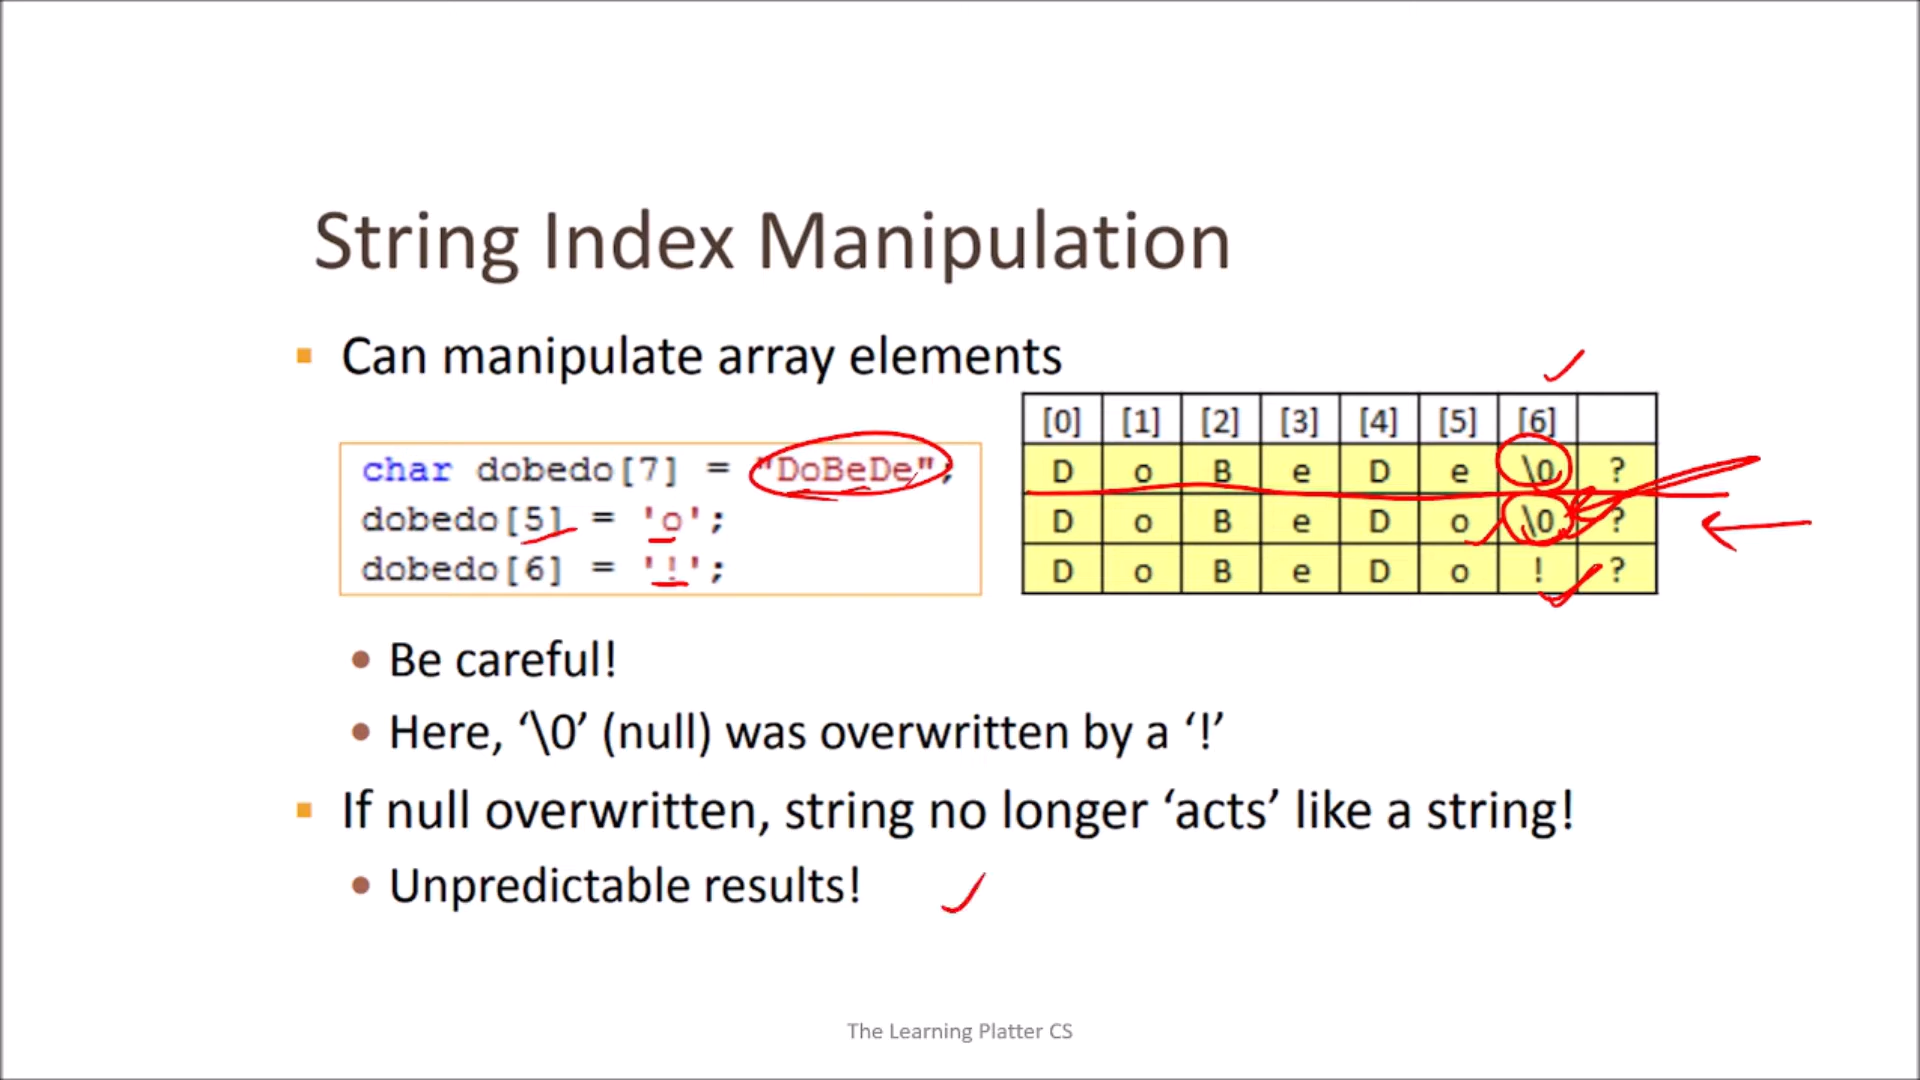 String Index Manipulation
Can manipulate array elements
char dobedo[7] = "DoBeDe";
dobedo[5] = 'o';
dobedo[6] = '!';
[0] [1] [2] [3] [4] [5] [6]
D o B e D e \0 ?
D o B e D o \0 ?
D o B e D o ! ?
Be careful!
Here, ‘\0’ (null) was overwritten by a ‘!’
If null overwritten, string no longer ‘acts’ like a string!
Unpredictable results!
The Learning Platter CS